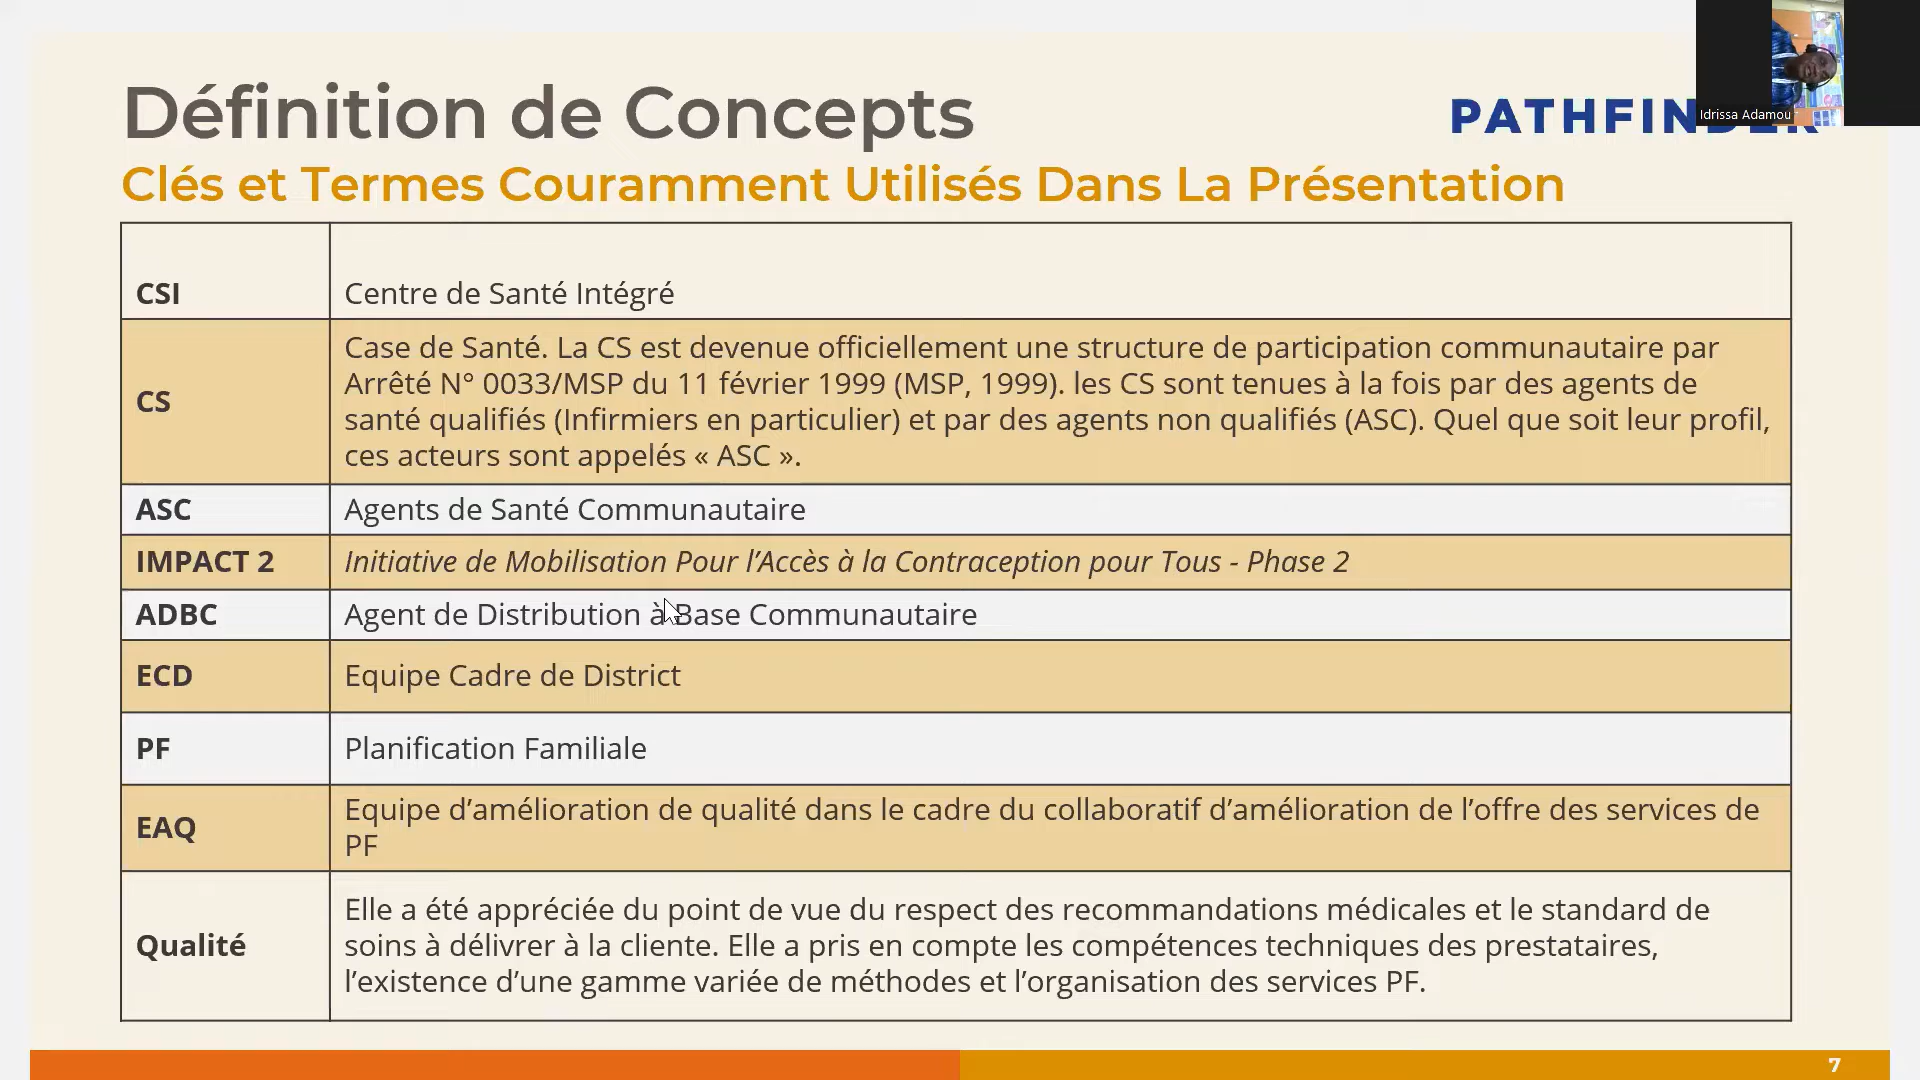 Définition de Concepts
PATHFINDER
Idrissa Adamou
Clés et Termes Couramment Utilisés Dans La Présentation
CSI
Centre de Santé Intégré
CS
Case de Santé. La CS est devenue officiellement une structure de participation communautaire par
Arrêté N° 0033/MSP du 11 février 1999 (MSP, 1999). les CS sont tenues à la fois par des agents de
santé qualifiés (Infirmiers en particulier) et par des agents non qualifiés (ASC). Quel que soit leur profil,
ces acteurs sont appelés « ASC ».
ASC
Agents de Santé Communautaire
IMPACT 2
Initiative de Mobilisation Pour l’Accès à la Contraception pour Tous - Phase 2
ADBC
Agent de Distribution à Base Communautaire
ECD
Equipe Cadre de District
PF
Planification Familiale
EAQ
Equipe d’amélioration de qualité dans le cadre du collaboratif d’amélioration de l’offre des services de
PF
Qualité
Elle a été appréciée du point de vue du respect des recommandations médicales et le standard de
soins à délivrer à la cliente. Elle a pris en compte les compétences techniques des prestataires,
l’existence d’une gamme variée de méthodes et l’organisation des services PF.
7